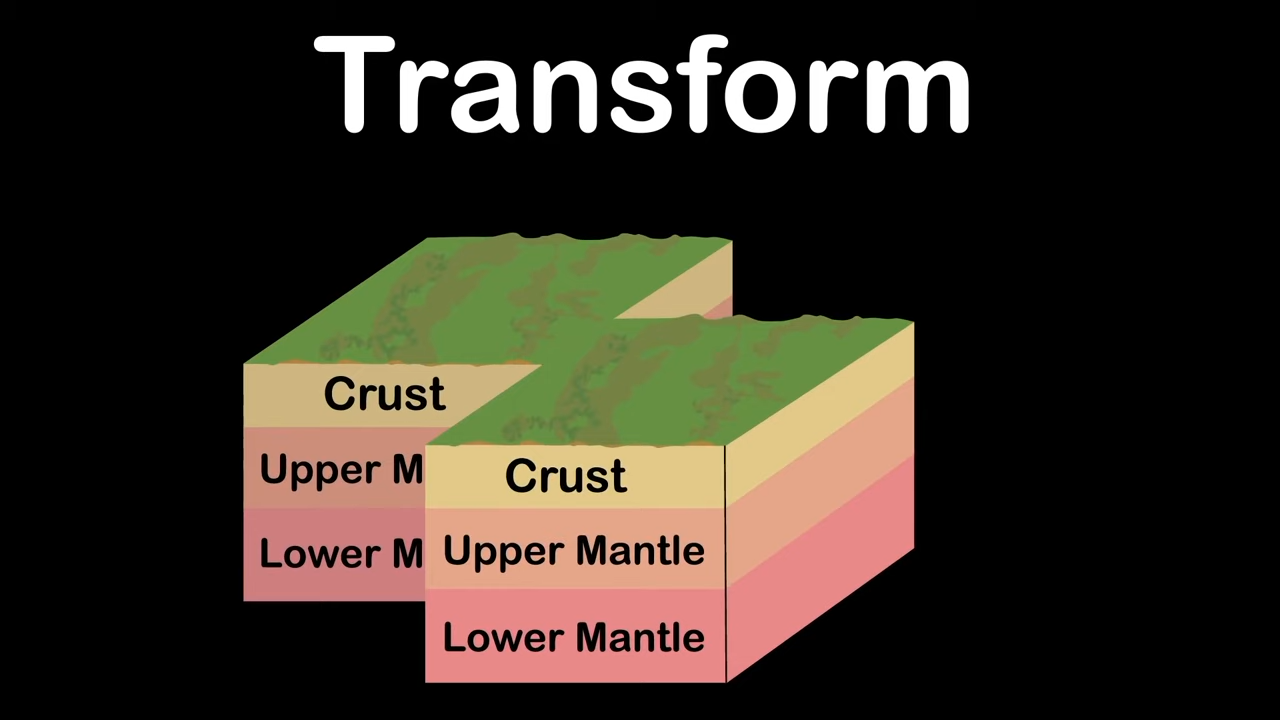 Transform
Crust
Upper M
Lower M
Crust
Upper Mantle
Lower Mantle